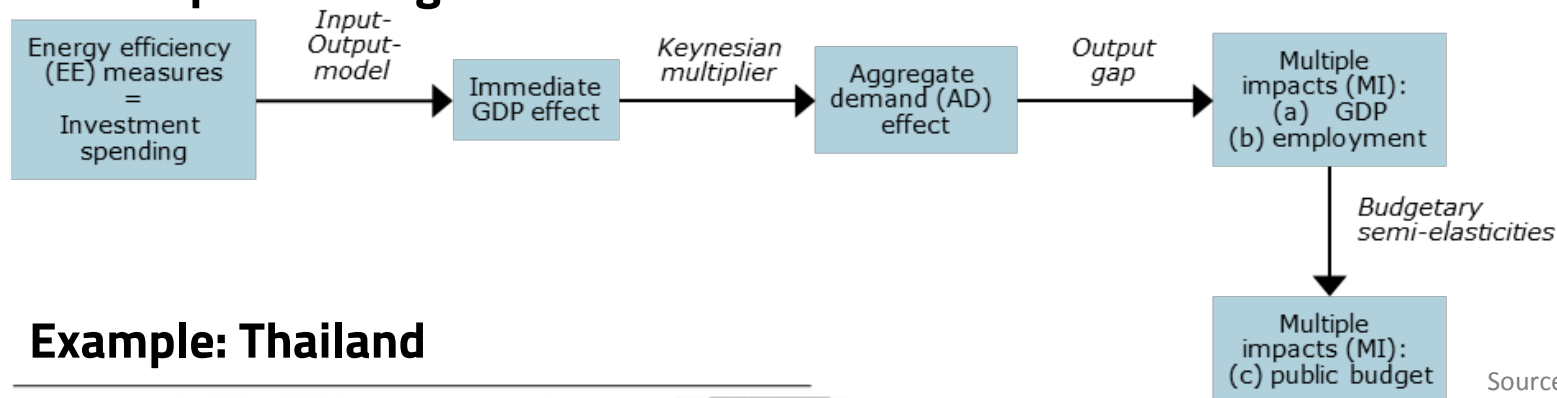 Energy efficiency
(EE) measures
=
Investment
spending
Input-
Output-
model
Immediate
GDP effect
Keynesian
multiplier
Aggregate
demand (AD)
effect
Output
gap
Multiple
impacts (MI):
(a) GDP
(b) employment
Budgetary
semi-elasticities
Multiple
impacts (MI):
(c) public budget
Example: Thailand
Source